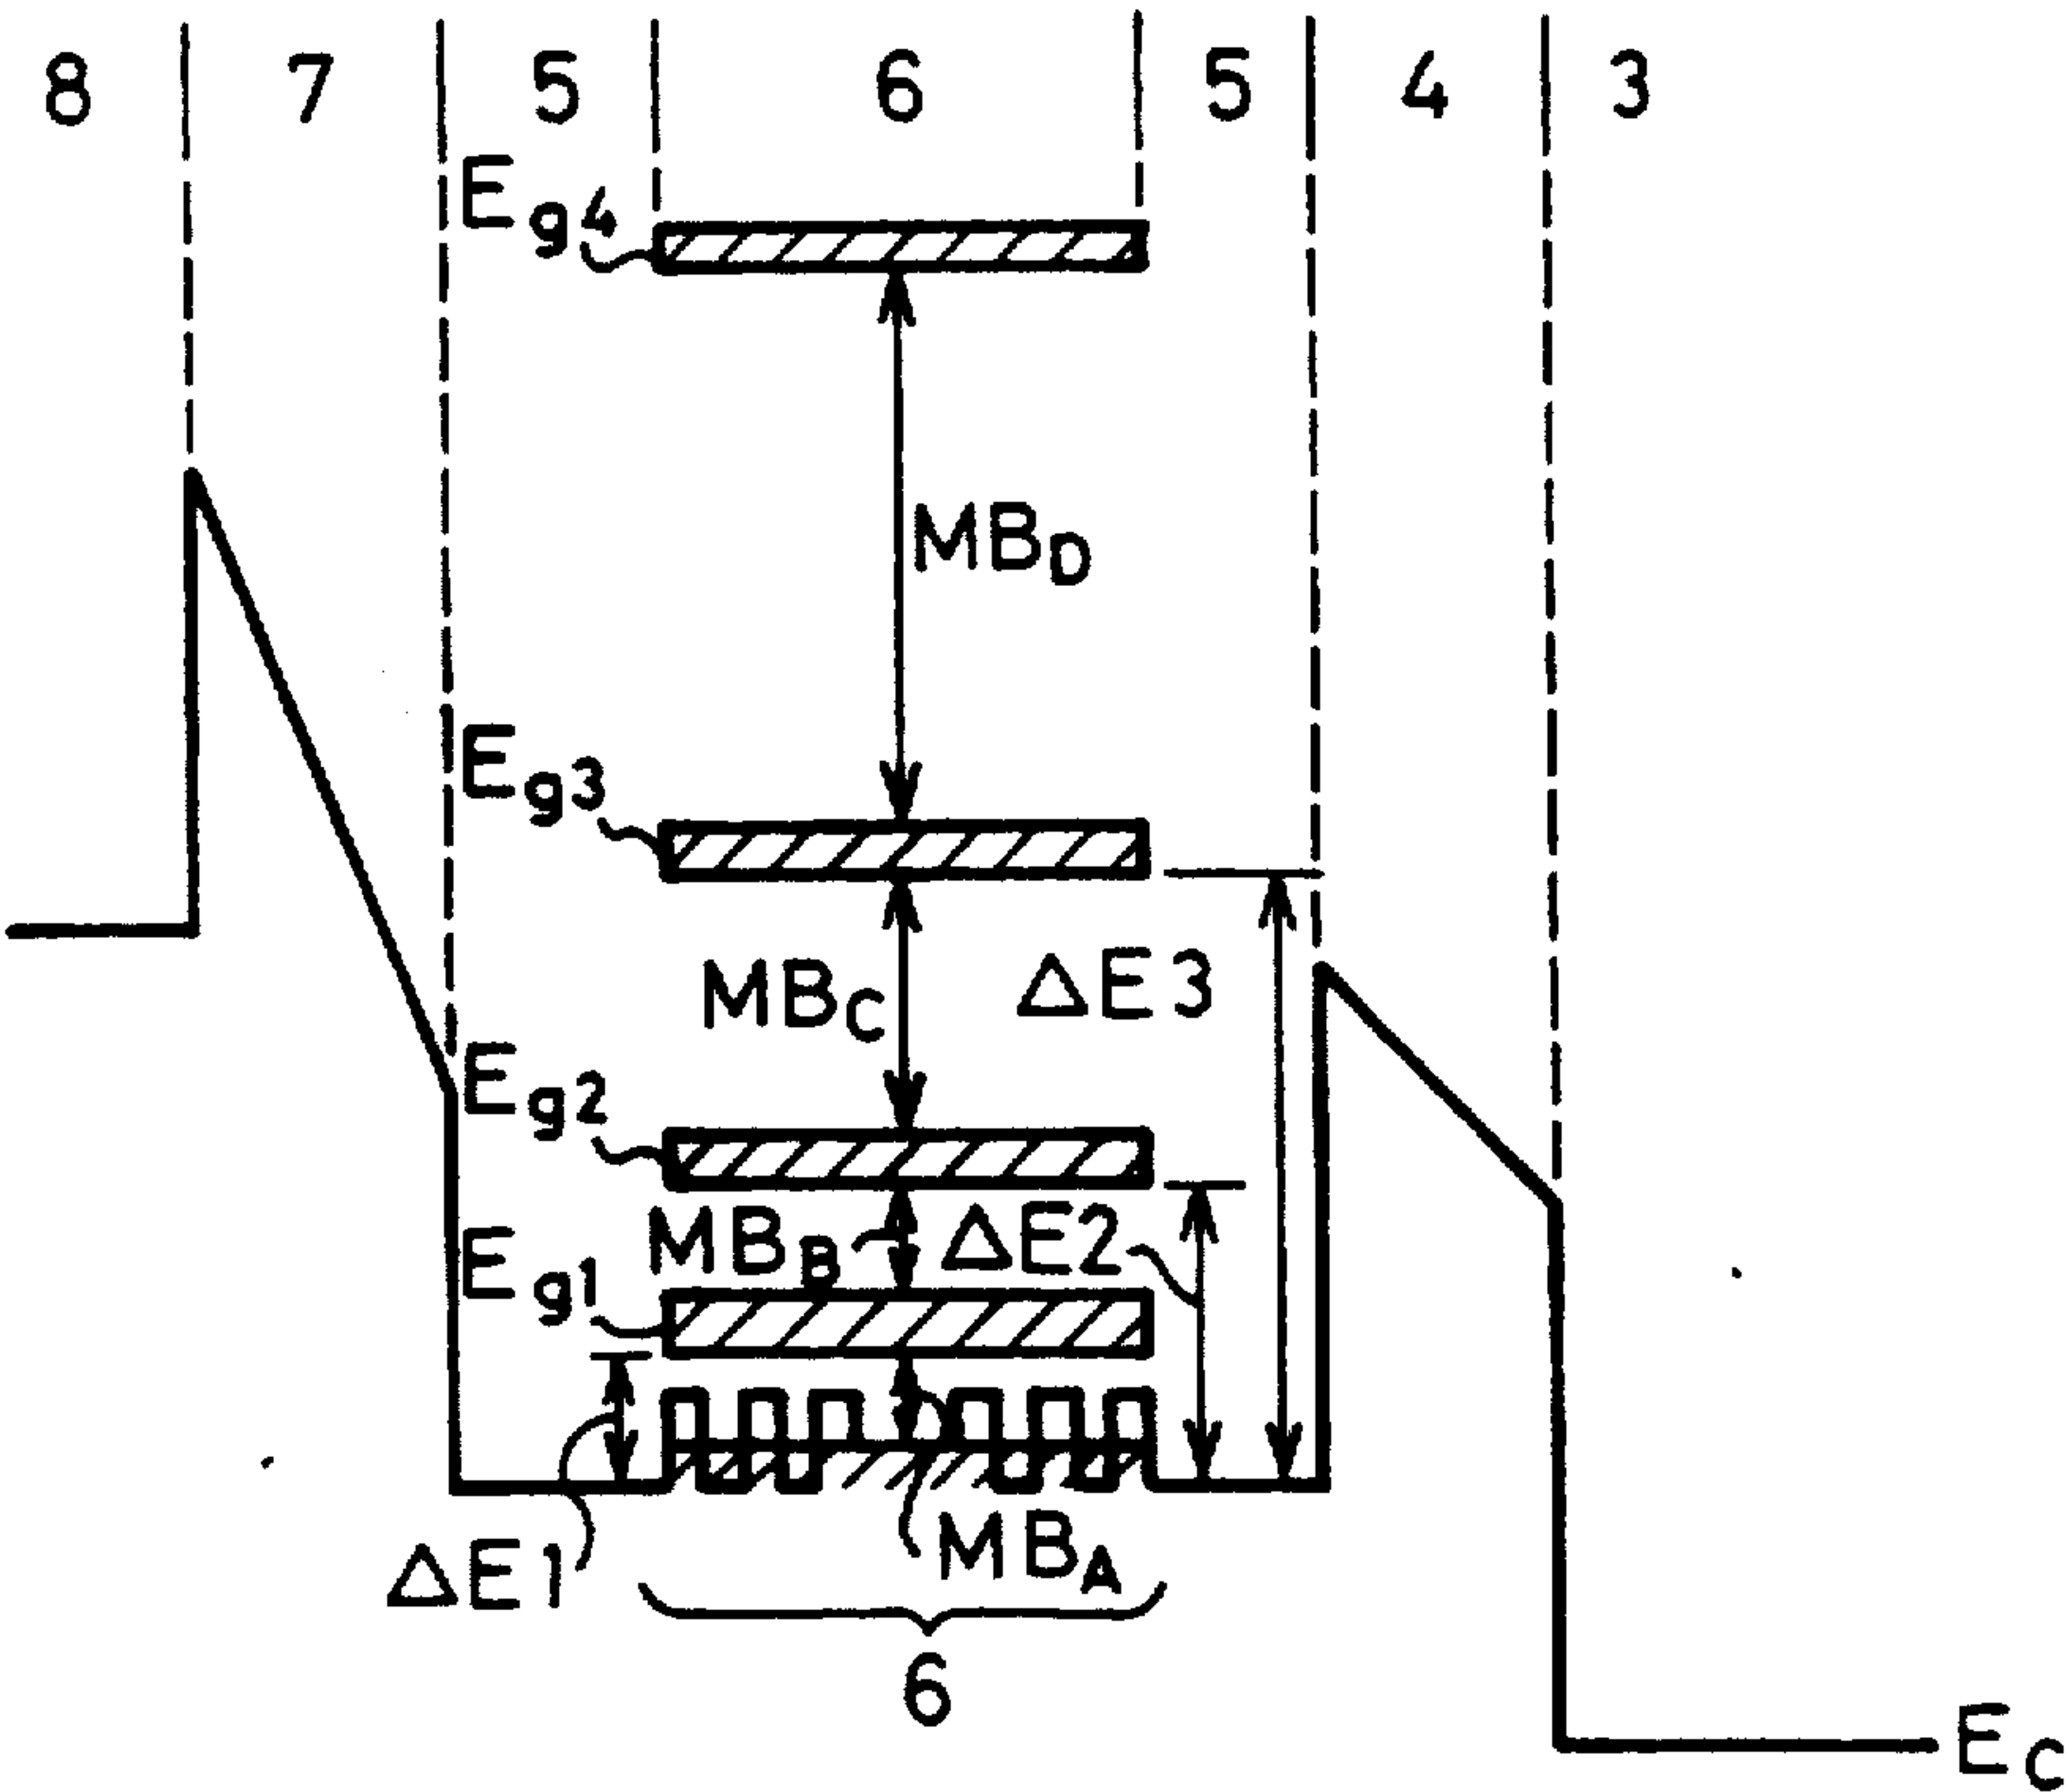 8 7 5 6 5 4 3
Eg4
MBD
Eg3
MBC ΔE3
Eg2
MBB ΔE2
Eg1
ΔE1 MBA
6
EC